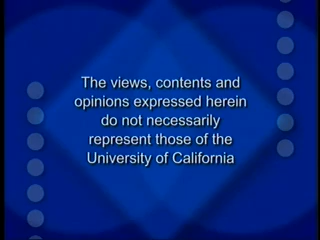 The views, contents and
opinions expressed herein
do not necessarily
represent those of the
University of California